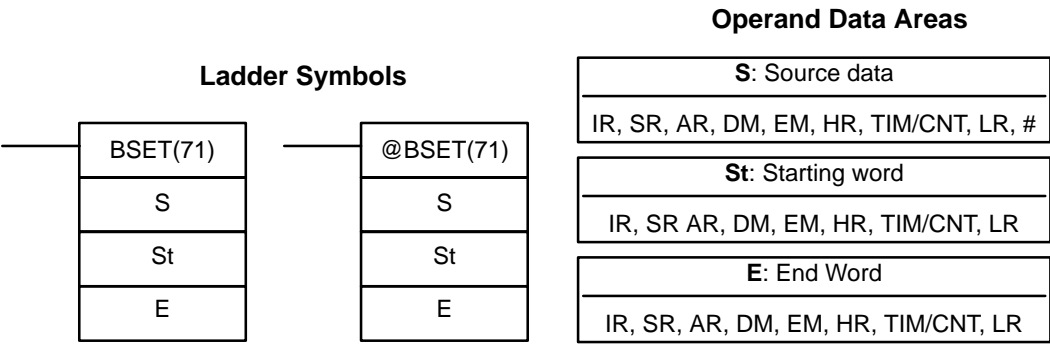 Operand Data Areas
Ladder Symbols
BSET(71)
S
St
E
@BSET(71)
S
St
E
S: Source data
IR, SR, AR, DM, EM, HR, TIM/CNT, LR, #
St: Starting word
IR, SR AR, DM, EM, HR, TIM/CNT, LR
E: End Word
IR, SR, AR, DM, EM, HR, TIM/CNT, LR